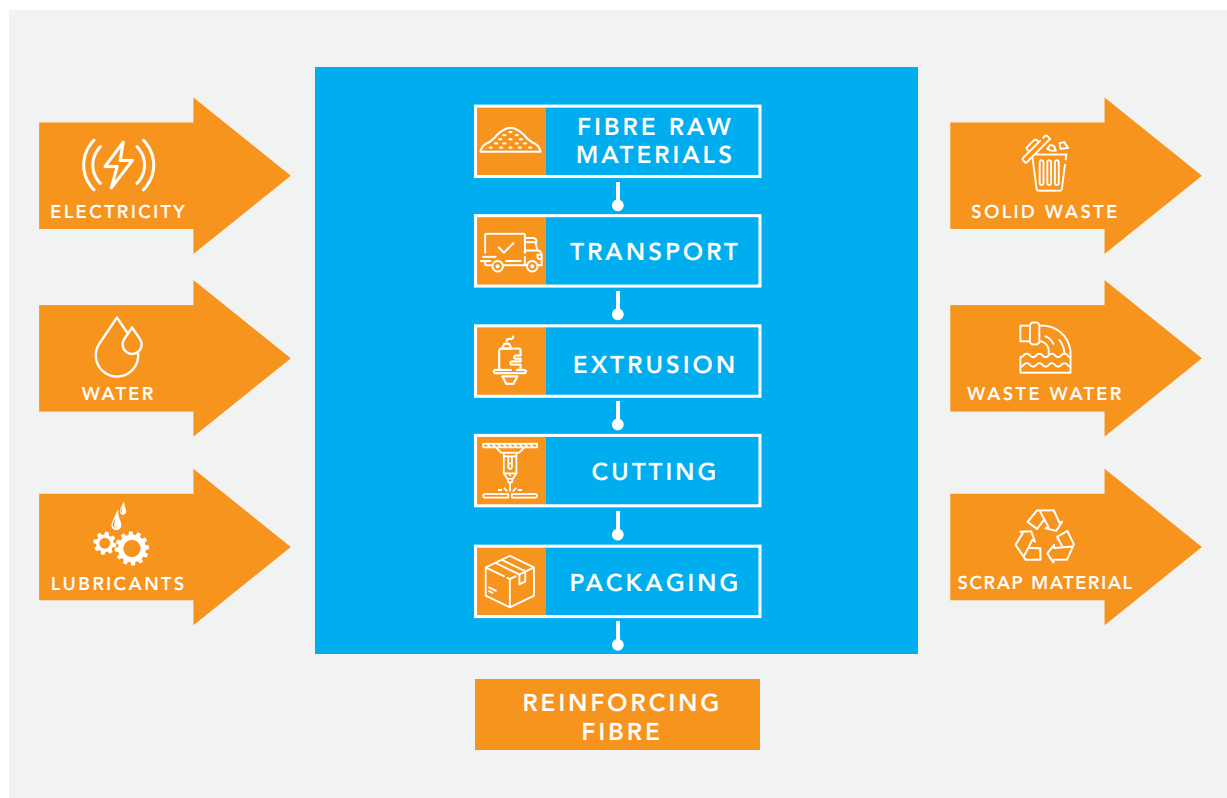 ELECTRICITY
WATER
LUBRICANTS
FIBRE RAW
MATERIALS
TRANSPORT
EXTRUSION
CUTTING
PACKAGING
REINFORCING
FIBRE
SOLID WASTE
WASTE WATER
SCRAP MATERIAL